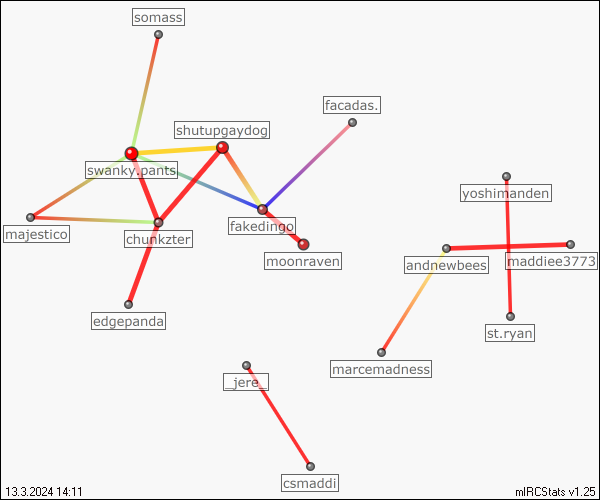 somass
facadas.
shutupgaydog
swanky.pants
yoshimanden
fakedingo
majestico
chunkzter
moonraven
andnewbees
maddiee3773
edgepanda
st.ryan
marcemadness
_jere_
csmaddi
13.3.2024 14:11
mIRCStats v1.25